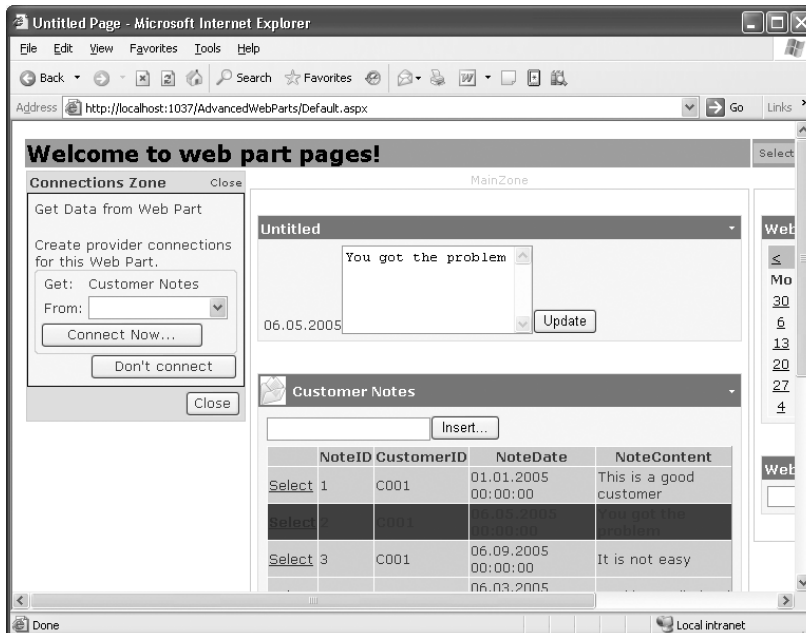 Untitled Page - Microsoft Internet Explorer
File Edit View Favorites Tools Help
Back Search Favorites
Address http://localhost:1037/AdvancedWebParts/Default.aspx Go Links
Welcome to web part pages! Select
Connections Zone Close
Get Data from Web Part
Create provider connections
for this Web Part.
Get: Customer Notes
From:
Connect Now...
Don't connect
Close
MainZone
Untitled
You got the problem
06.05.2005 Update
Customer Notes
Insert...
NoteID CustomerID NoteDate NoteContent
Select 1 C001 01.01.2005 00:00:00 This is a good customer
Select 2 C001 06.05.2005 00:00:00 You got the problem
Select 3 C001 06.09.2005 00:00:00 It is not easy
06.03.2005
Web
<
Mo
30
6
13
20
27
4
Web
Done Local intranet